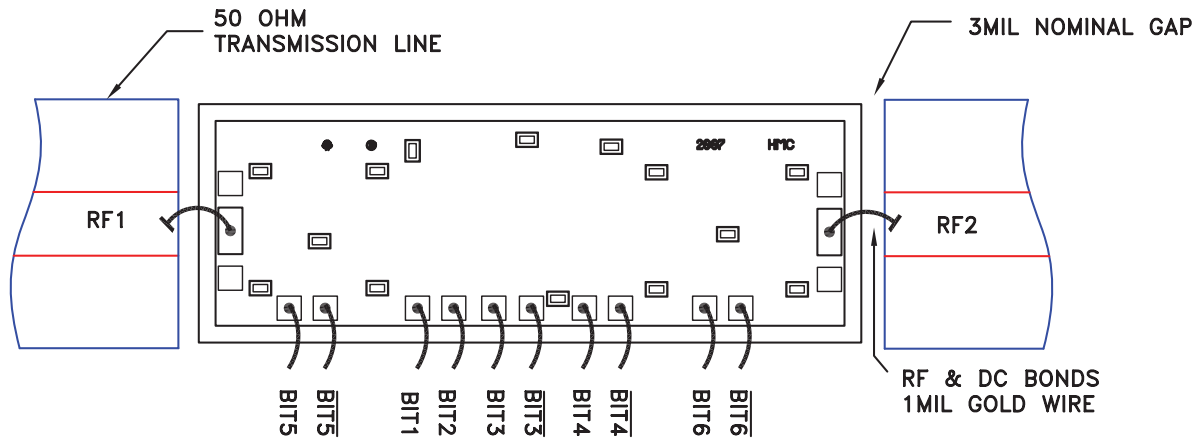 50 OHM
TRANSMISSION LINE
3MIL NOMINAL GAP
2007 HMC
RF1
RF2
BIT5
BIT5
BIT1
BIT2
BIT3
BIT3
BIT4
BIT4
BIT6
BIT6
RF & DC BONDS
1MIL GOLD WIRE